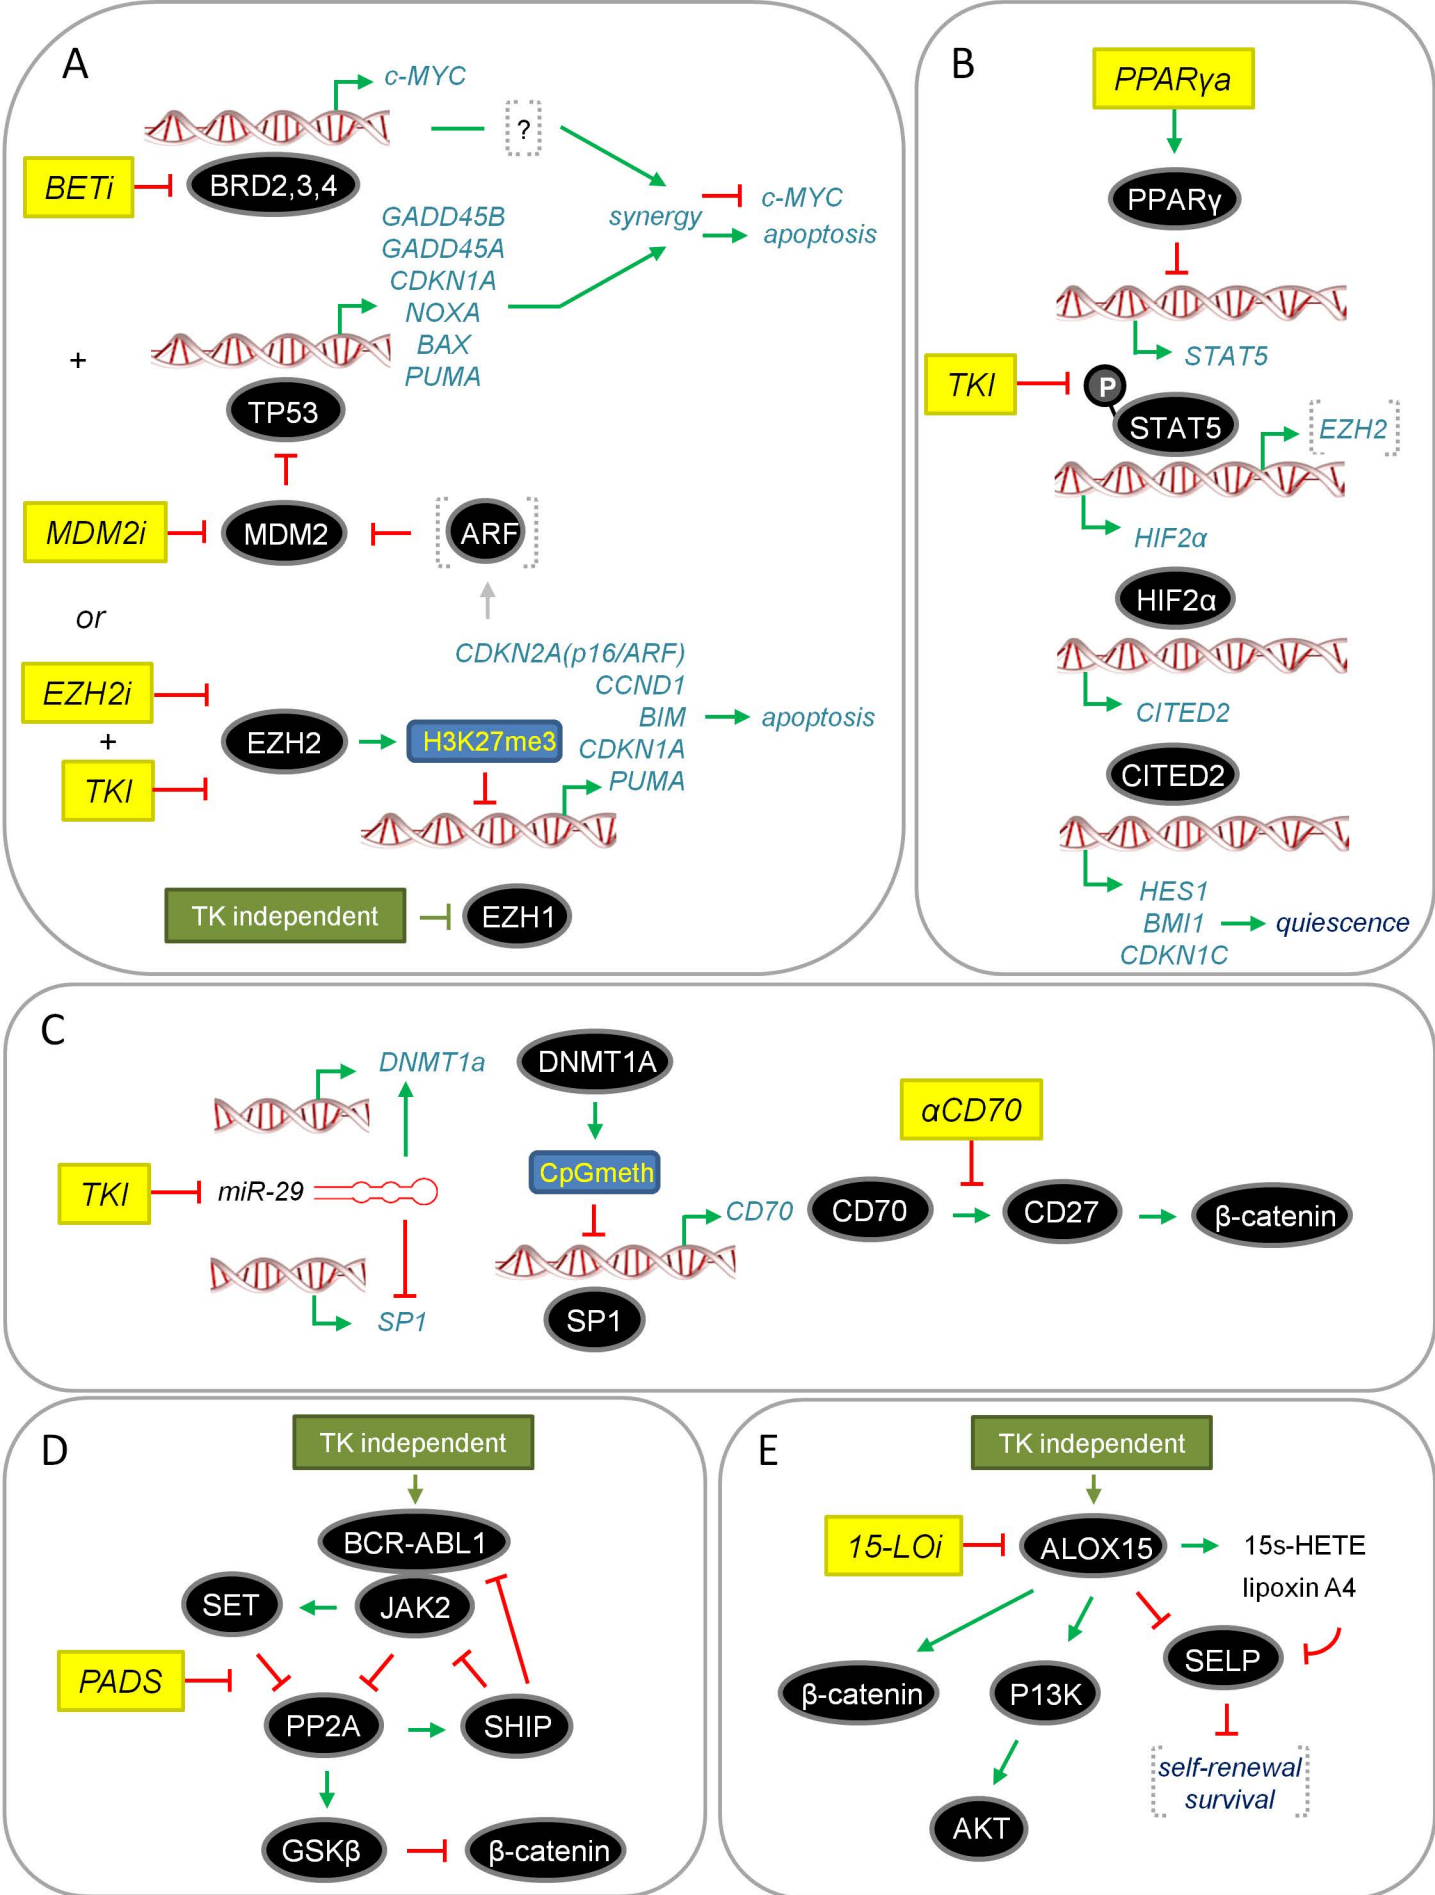 A
c-MYC
?
BETi
BRD2,3,4
c-MYC
synergy
apoptosis
GADD45B
GADD45A
CDKN1A
NOXA
BAX
PUMA
+
TP53
MDM2i
MDM2
ARF
or
CDKN2A(p16/ARF)
CCND1
BIM
CDKN1A
PUMA
apoptosis
EZH2i
+
TKI
EZH2
H3K27me3
TK independent
EZH1
B
PPARγa
PPARγ
STAT5
TKI
P
STAT5
EZH2
HIF2α
HIF2α
CITED2
CITED2
HES1
BMI1
CDKN1C
quiescence
C
DNMT1a
DNMT1A
αCD70
TKI
miR-29
CpGmeth
CD70
CD70
CD27
β-catenin
SP1
SP1
D
TK independent
BCR-ABL1
SET
JAK2
PADS
PP2A
SHIP
GSKβ
β-catenin
E
TK independent
15-LOi
ALOX15
15s-HETE
lipoxin A4
SELP
β-catenin
P13K
self-renewal
survival
AKT